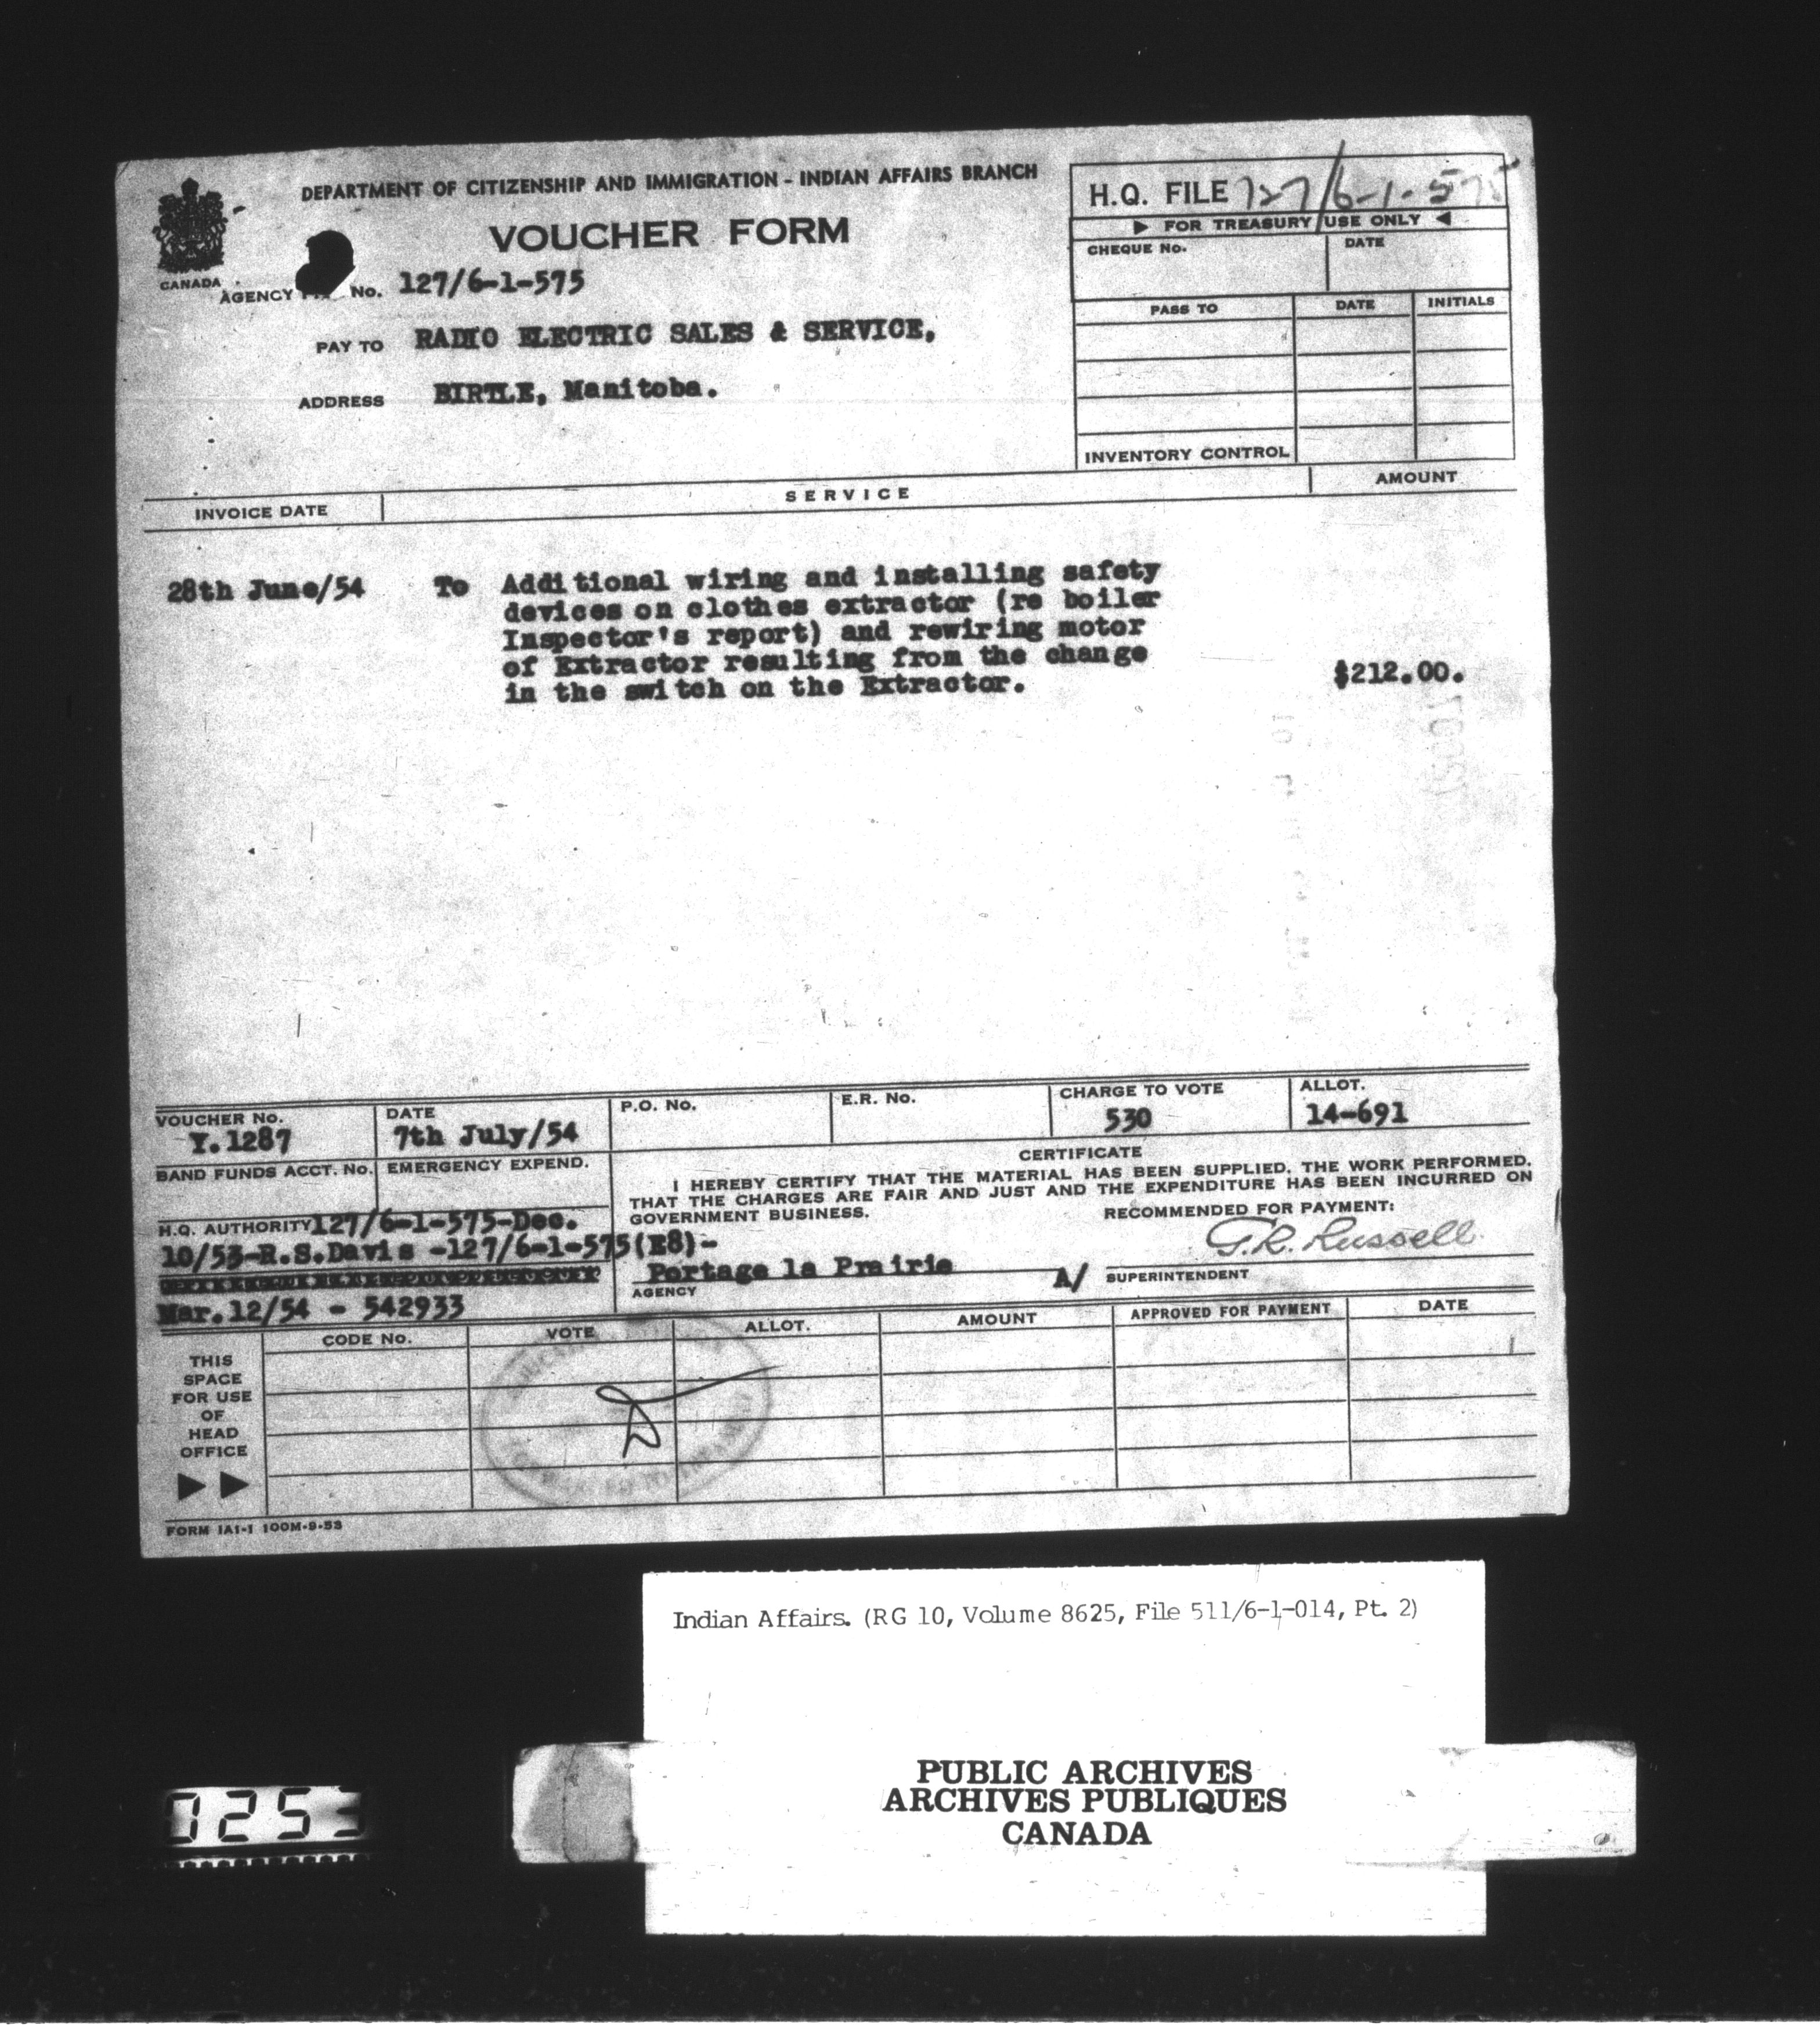 DEPARTMENT OF CITIZENSHIP AND IMMIGRATION - INDIAN AFFAIRS BRANCH
VOUCHER FORM
CANADA
AGENCY No. 127/6-1-575
PAY TO RADIO ELECTRIC SALES & SERVICE,
ADDRESS BIRTLE, Manitoba.
H.Q. FILE 127/6-1-575
FOR TREASURY USE ONLY
CHEQUE No. DATE
PASS TO DATE INITIALS
INVENTORY CONTROL
INVOICE DATE SERVICE AMOUNT
28th June/54 To Additional wiring and installing safety
devices on clothes extractor (re boiler
Inspector's report) and rewiring motor
of Extractor resulting from the change
in the switch on the Extractor. $212.00.
VOUCHER No. DATE P.O. No. E.R. No. CHARGE TO VOTE ALLOT.
Y.1287 7th July/54 530 14-691
BAND FUNDS ACCT. No. EMERGENCY EXPEND.
CERTIFICATE
I HEREBY CERTIFY THAT THE MATERIAL HAS BEEN SUPPLIED, THE WORK PERFORMED,
THAT THE CHARGES ARE FAIR AND JUST AND THE EXPENDITURE HAS BEEN INCURRED ON
GOVERNMENT BUSINESS.
RECOMMENDED FOR PAYMENT:
H.Q. AUTHORITY 127/6-1-575-Dec.
10/53-R.S.Davis -127/6-1-575(E8)-
Mar.12/54 - 542933
G.R. Russell
Portage la Prairie A/
AGENCY SUPERINTENDENT
CODE No. VOTE ALLOT. AMOUNT APPROVED FOR PAYMENT DATE
THIS
SPACE
FOR USE
OF
HEAD
OFFICE
FORM IA1-1 100M-9-53
Indian Affairs. (RG 10, Volume 8625, File 511/6-1-014, Pt. 2)
PUBLIC ARCHIVES
ARCHIVES PUBLIQUES
CANADA
0253